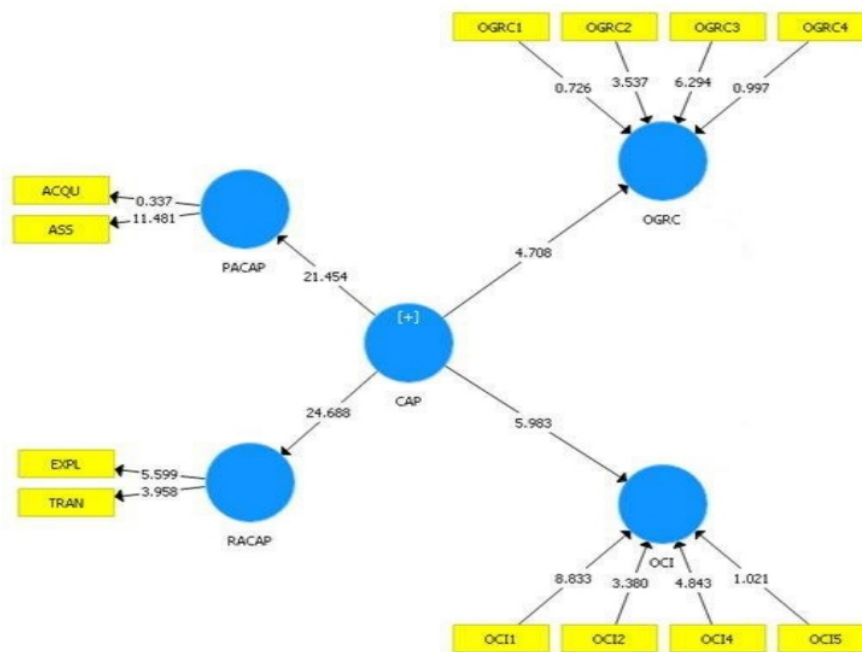 OGRC1 OGRC2 OGRC3 OGRC4
0.726 3.537 6.294 0.997
ACQU
0.337
ASS
11.481
OGRC
PACAP
4.708
21.454
[+]
CAP
24.688
5.983
EXPL
5.599
TRAN
3.958
RACAP
OCI
8.833 3.380 4.843 1.021
OCI1 OCI2 OCI4 OCI5